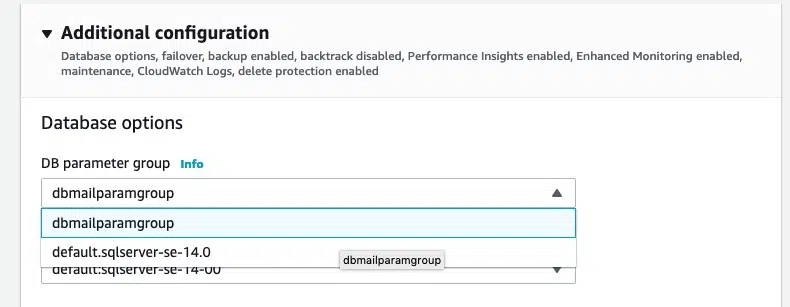 Additional configuration
Database options, failover, backup enabled, backtrack disabled, Performance Insights enabled, Enhanced Monitoring enabled,
maintenance, CloudWatch Logs, delete protection enabled
Database options
DB parameter group Info
dbmailparamgroup
dbmailparamgroup
default.sqlserver-se-14.0
dbmailparamgroup
default.sqlserver-se-14-00